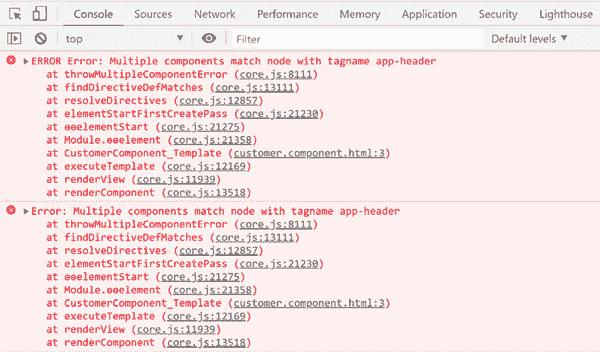 Console Sources Network Performance Memory Application Security Lighthouse
top Filter Default levels
ERROR Error: Multiple components match node with tagname app-header
at throwMultipleComponentError (core.js:8111)
at findDirectiveDefMatches (core.js:13111)
at resolveDirectives (core.js:12857)
at elementStartFirstCreatePass (core.js:21230)
at ɵɵelementStart (core.js:21275)
at Module.ɵɵelement (core.js:21358)
at CustomerComponent_Template (customer.component.html:3)
at executeTemplate (core.js:12169)
at renderView (core.js:11939)
at renderComponent (core.js:13518)
Error: Multiple components match node with tagname app-header
at throwMultipleComponentError (core.js:8111)
at findDirectiveDefMatches (core.js:13111)
at resolveDirectives (core.js:12857)
at elementStartFirstCreatePass (core.js:21230)
at ɵɵelementStart (core.js:21275)
at Module.ɵɵelement (core.js:21358)
at CustomerComponent_Template (customer.component.html:3)
at executeTemplate (core.js:12169)
at renderView (core.js:11939)
at renderComponent (core.js:13518)